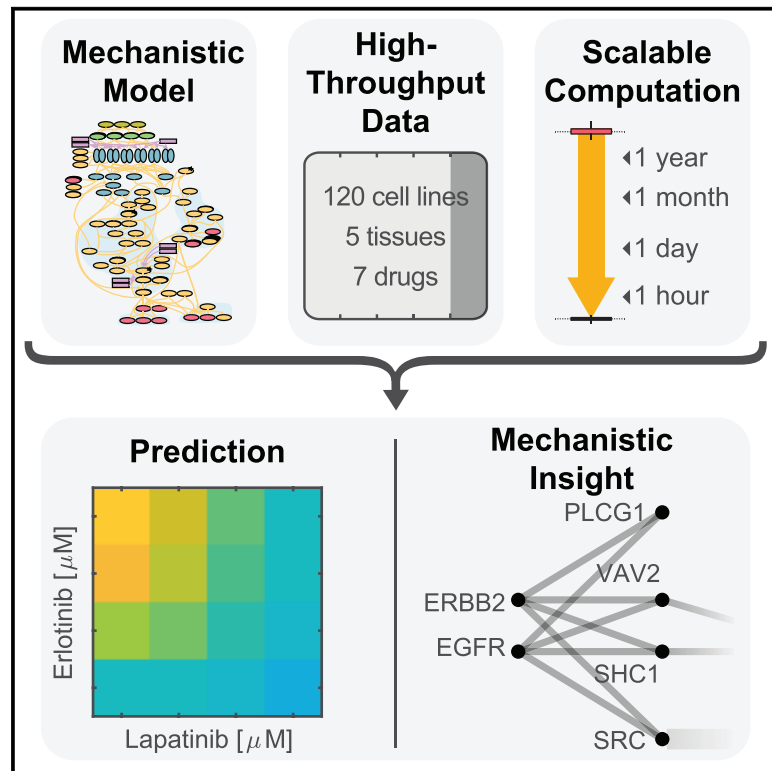 Mechanistic
Model
High-
Throughput
Data
120 cell lines
5 tissues
7 drugs
Scalable
Computation
1 year
1 month
1 day
1 hour
Prediction
Erlotinib [μM]
Lapatinib [μM]
Mechanistic
Insight
PLCG1
VAV2
ERBB2
EGFR
SHC1
SRC